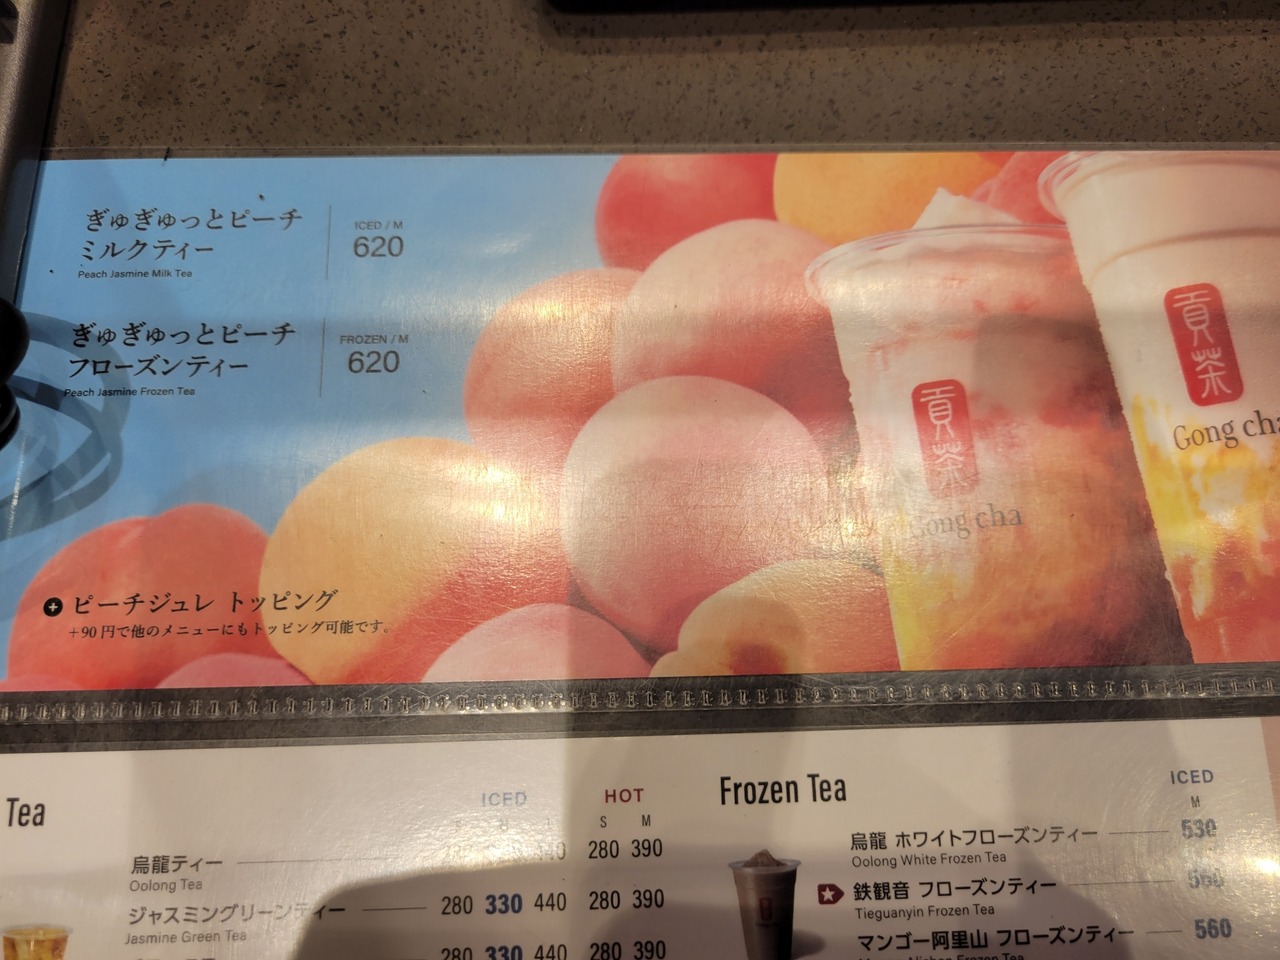 ぎゅぎゅっとピーチ
ミルクティー
Peach Jasmine Milk Tea
ICED / M
620
ぎゅぎゅっとピーチ
フローズンティー
Peach Jasmine Frozen Tea
FROZEN / M
620
+ ピーチジュレ トッピング
+90 円で他のメニューにもトッピング可能です。
貢茶
Gong cha
貢茶
Gong cha
Tea
ICED
HOT
S M
烏龍ティー 280 390
Oolong Tea
ジャスミングリーンティー 280 330 440 280 390
Jasmine Green Tea
280 330 440 280 390
Frozen Tea
ICED
M
烏龍 ホワイトフローズンティー 530
Oolong White Frozen Tea
鉄観音 フローズンティー 560
Tieguanyin Frozen Tea
マンゴー阿里山 フローズンティー 560
Frozen Tea